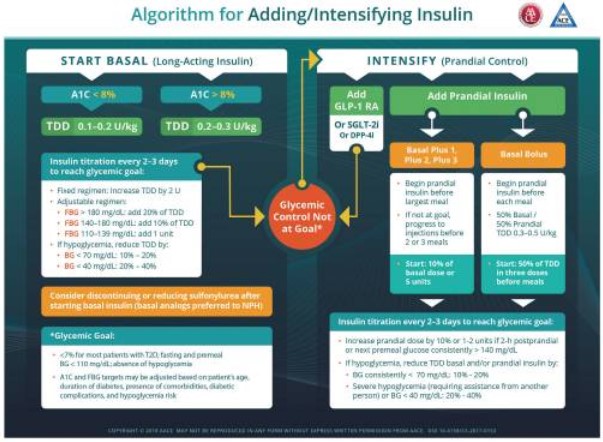 Algorithm for Adding/Intensifying Insulin
AACE
ACE
START BASAL (Long-Acting Insulin)
A1C < 8%
A1C > 8%
TDD 0.1–0.2 U/kg
TDD 0.2–0.3 U/kg
Insulin titration every 2–3 days
to reach glycemic goal:
• Fixed regimen: Increase TDD by 2 U
• Adjustable regimen:
• FBG > 180 mg/dL: add 20% of TDD
• FBG 140–180 mg/dL: add 10% of TDD
• FBG 110–139 mg/dL: add 1 unit
• If hypoglycemia, reduce TDD by:
• BG < 70 mg/dL: 10% – 20%
• BG < 40 mg/dL: 20% – 40%
Consider discontinuing or reducing sulfonylurea after
starting basal insulin (basal analogs preferred to NPH)
*Glycemic Goal:
• <7% for most patients with T2D; fasting and premeal
BG < 110 mg/dL; absence of hypoglycemia
• A1C and FBG targets may be adjusted based on patient's age,
duration of diabetes, presence of comorbidities, diabetic
complications, and hypoglycemia risk
Glycemic
Control Not
at Goal*
INTENSIFY (Prandial Control)
Add
GLP-1 RA
Or SGLT-2i
Or DPP-4i
Add Prandial Insulin
Basal Plus 1,
Plus 2, Plus 3
• Begin prandial
insulin before
largest meal
• If not at goal,
progress to
injections before
2 or 3 meals
• Start: 10% of
basal dose or
5 units
Basal Bolus
• Begin prandial
insulin before
each meal
• 50% Basal /
50% Prandial
TDD 0.3–0.5 U/kg
• Start: 50% of TDD
in three doses
before meals
Insulin titration every 2–3 days to reach glycemic goal:
• Increase prandial dose by 10% or 1-2 units if 2-h postprandial
or next premeal glucose consistently > 140 mg/dL
• If hypoglycemia, reduce TDD basal and/or prandial insulin by:
• BG consistently < 70 mg/dL: 10% - 20%
• Severe hypoglycemia (requiring assistance from another
person) or BG < 40 mg/dL: 20% - 40%
COPYRIGHT © 2018 AACE MAY NOT BE REPRODUCED IN ANY FORM WITHOUT EXPRESS WRITTEN PERMISSION FROM AACE.